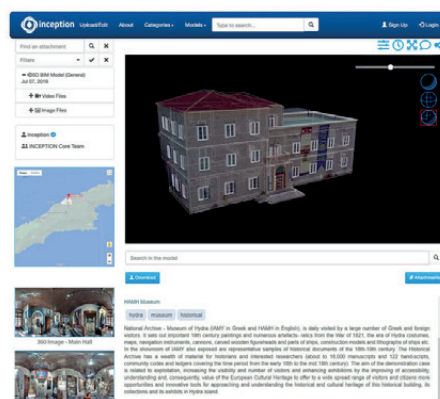 inception Upload/Edit About Categories Models Type to search... Sign Up Login
Find an attachment
Filters
3D BIM Model (General)
Jul 07, 2018
Video Files
Image Files
inception
INCEPTION Core Team
Search in the model
Download
Attachments
360 Image - Main Hall
HAMH Museum
hydra museum historical
National Archive - Museum of Hydra (IAMY in Greek and HAMH in English), is daily visited by a large number of Greek and foreign
visitors. It sets out important 19th century paintings and numerous artefacts- relics from the War of 1821, the era of Hydra costumes,
maps, navigation instruments, cannons, carved wooden figureheads and parts of ships, construction models and lithographs of ships etc.
In the showroom of IAMY also exposed are representative samples of historical documents of the 18th-19th century. The Historical
Archive has a wealth of material for historians and interested researchers (about to 16,000 manuscripts and 122 hand-scripts,
community codes and ledgers covering the time period from the early 18th to the mid 19th century). The aim of the demonstration case
is related to exploitation, increasing the visibility and number of visitors and enhancing exhibitions by the improving of accessibility,
understanding and, consequently, value of the European Cultural Heritage to offer to a wide spread range of visitors and citizens more
opportunities and innovative tools for approaching and understanding the historical and cultural heritage of this historical building, its
collections and its exhibits in Hydra island